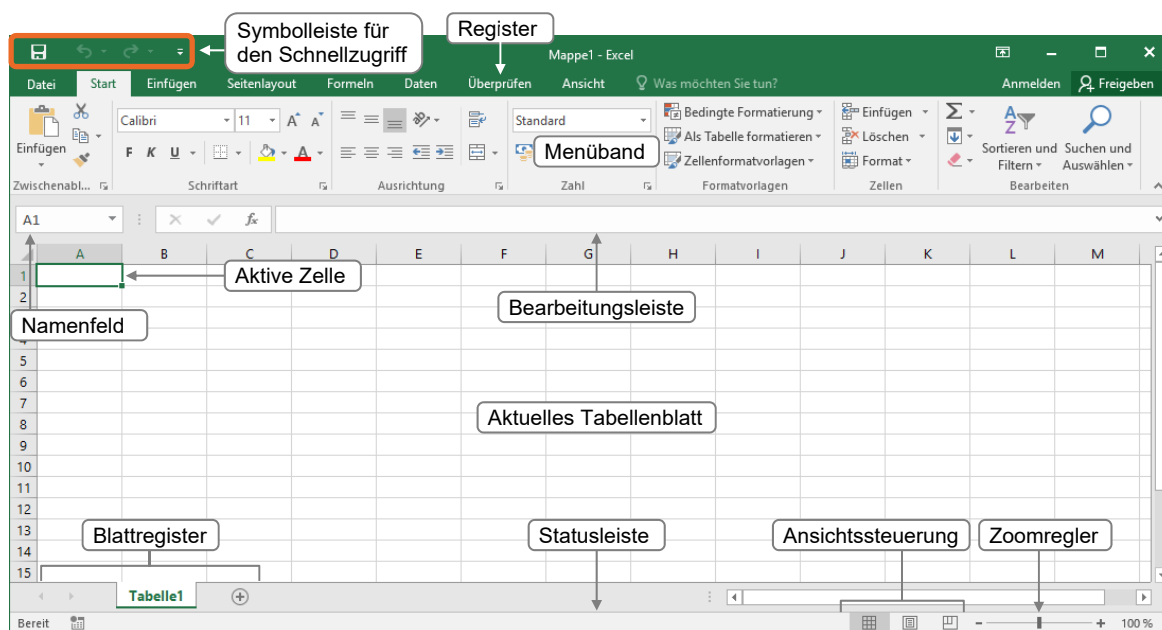 Symbolleiste für
den Schnellzugriff
Register
Mappe1 - Excel
Datei Start Einfügen Seitenlayout Formeln Daten Überprüfen Ansicht Was möchten Sie tun? Anmelden Freigeben
Calibri 11 A A Standard Bedingte Formatierung Einfügen Σ
Als Tabelle formatieren Löschen
Einfügen F K U A Menüband Zellenformatvorlagen Format
Sortieren und Suchen und
Filtern Auswählen
Zwischenabl... Schriftart Ausrichtung Zahl Formatvorlagen Zellen Bearbeiten
A1 fx
A B C D E F G H I J K L M
1
Aktive Zelle
2
Bearbeitungsleiste
Namenfeld
5
6
7
Aktuelles Tabellenblatt
8
9
10
11
12
13
Blattregister Statusleiste Ansichtssteuerung Zoomregler
14
15
Tabelle1
Bereit 100 %